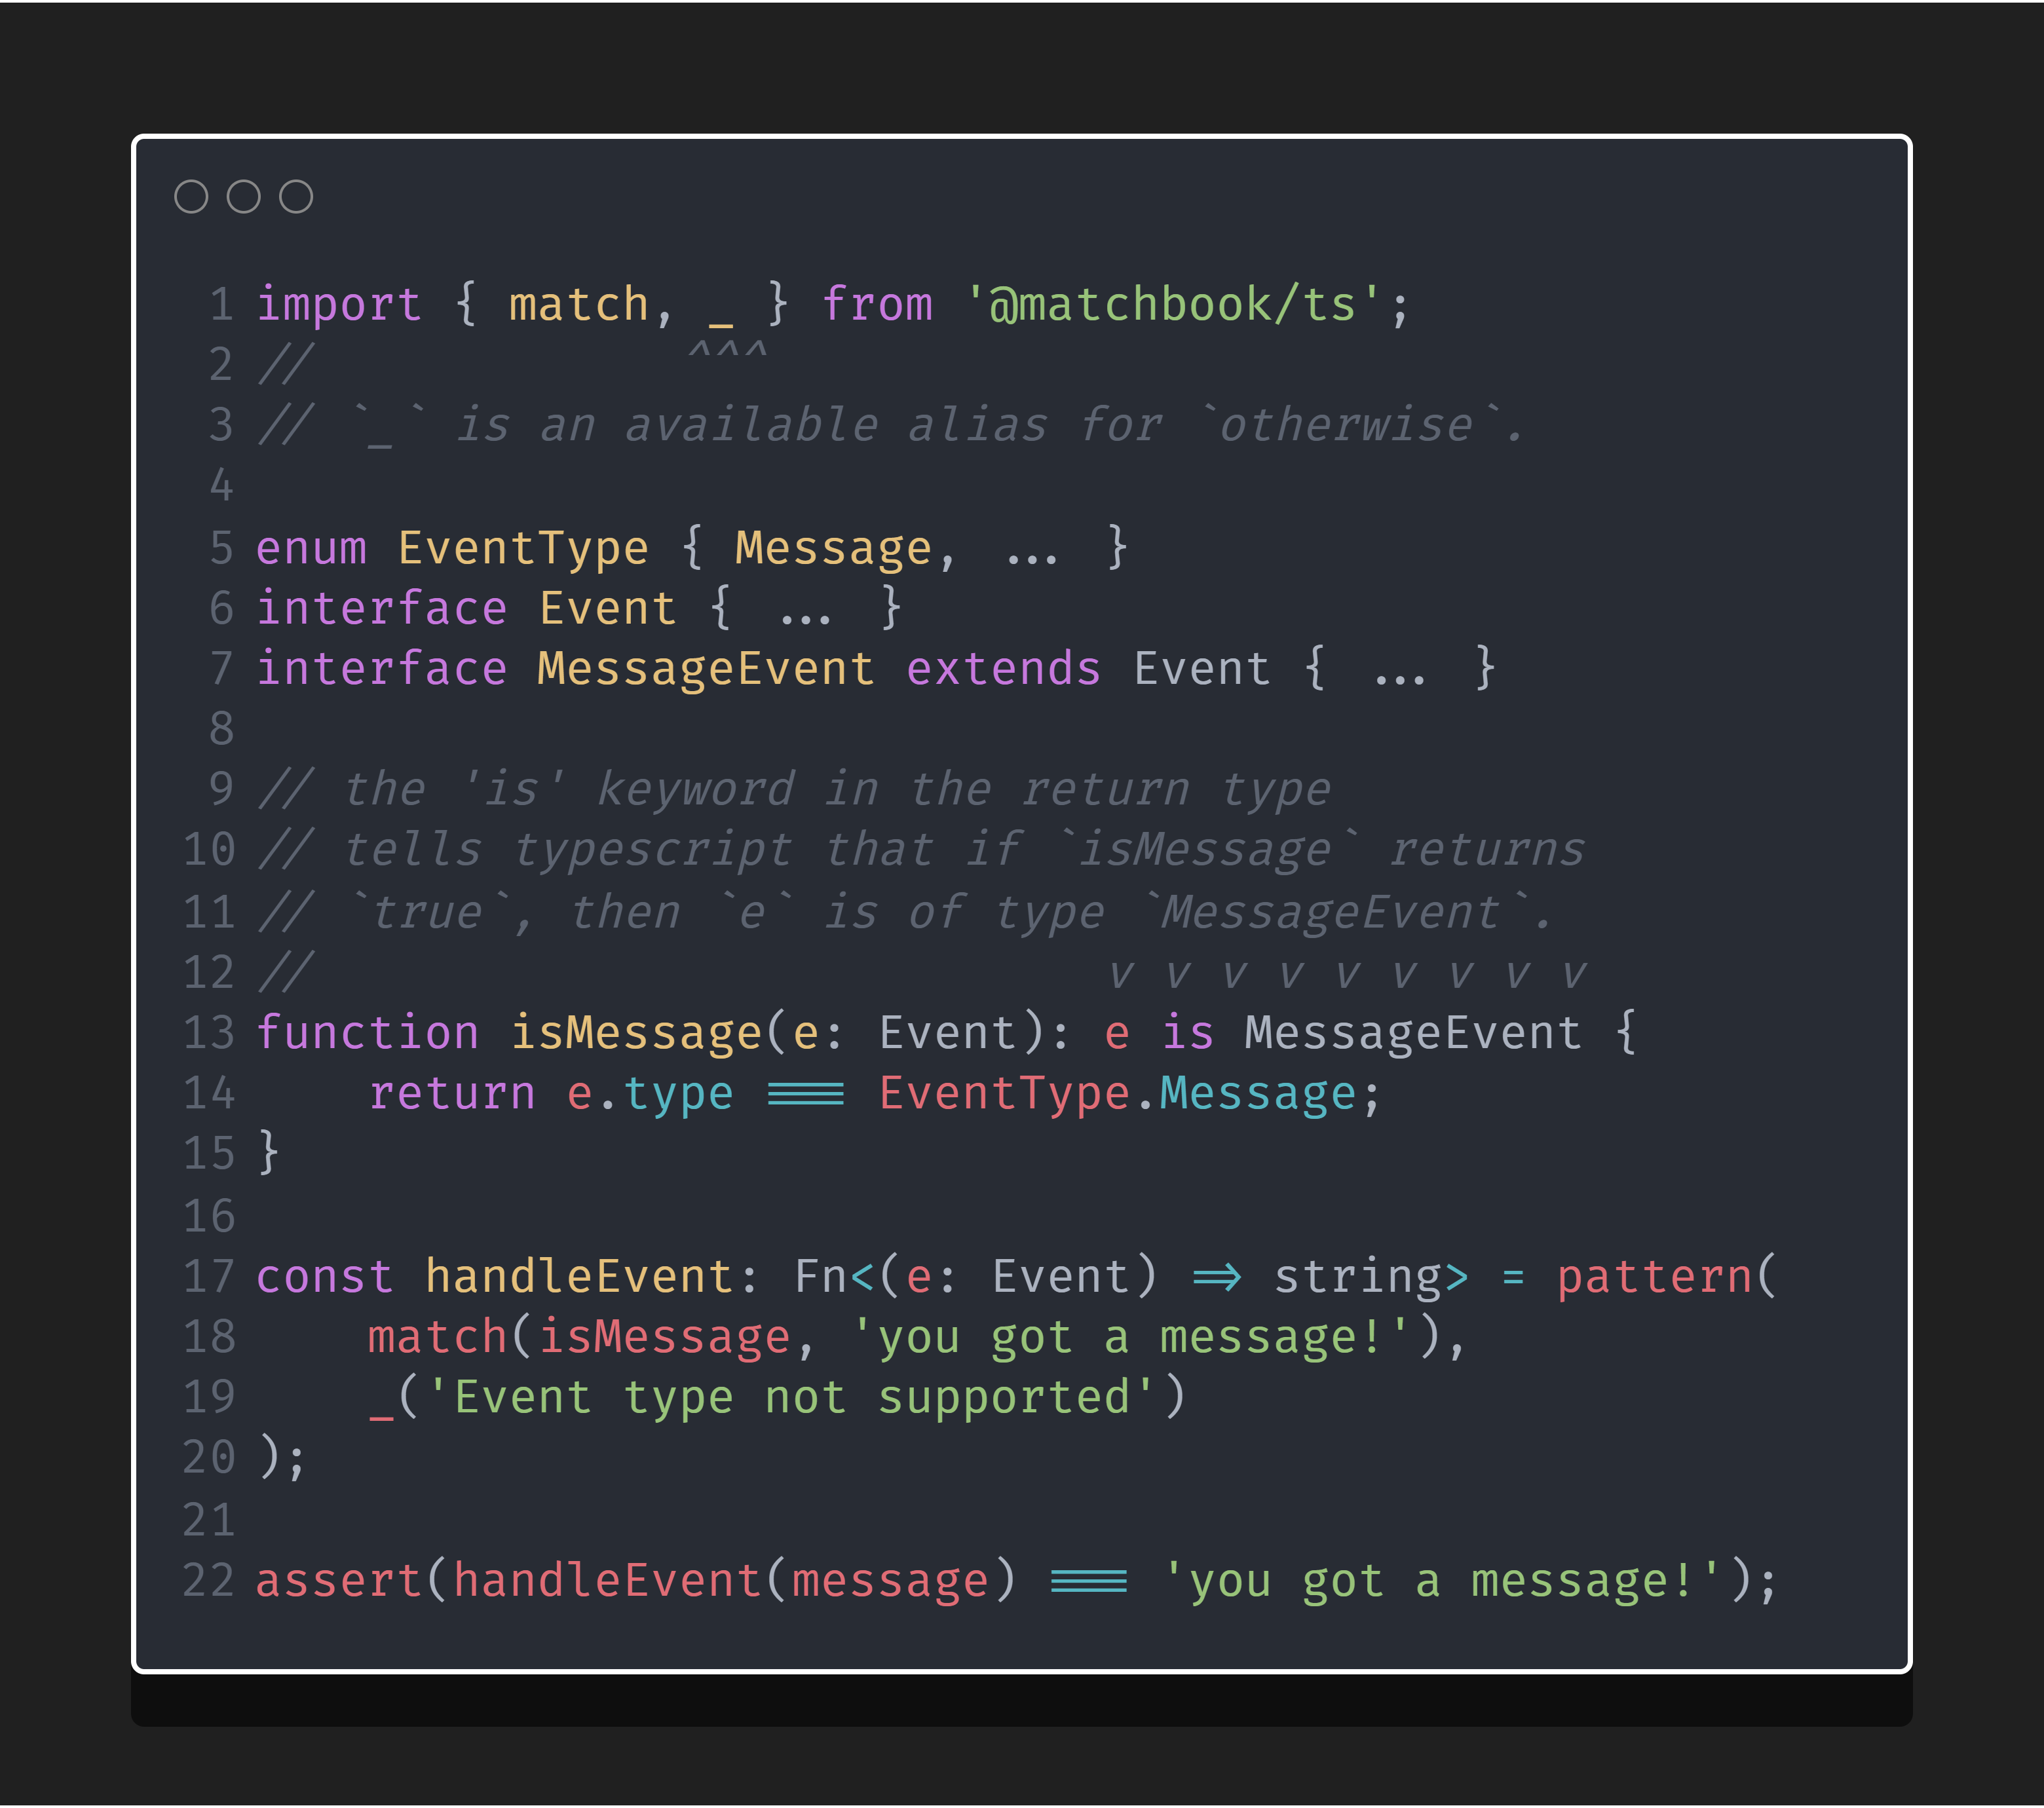 1 import { match, _ } from '@matchbook/ts';
2 //             ^^^
3 // `_` is an available alias for `otherwise`.
4
5 enum EventType { Message, ... }
6 interface Event { ... }
7 interface MessageEvent extends Event { ... }
8
9 // the 'is' keyword in the return type
10 // tells typescript that if `isMessage` returns
11 // `true`, then `e` is of type `MessageEvent`.
12 //                            v v v v v v v v v
13 function isMessage(e: Event): e is MessageEvent {
14     return e.type === EventType.Message;
15 }
16
17 const handleEvent: Fn<(e: Event) => string> = pattern(
18     match(isMessage, 'you got a message!'),
19     _('Event type not supported')
20 );
21
22 assert(handleEvent(message) === 'you got a message!');